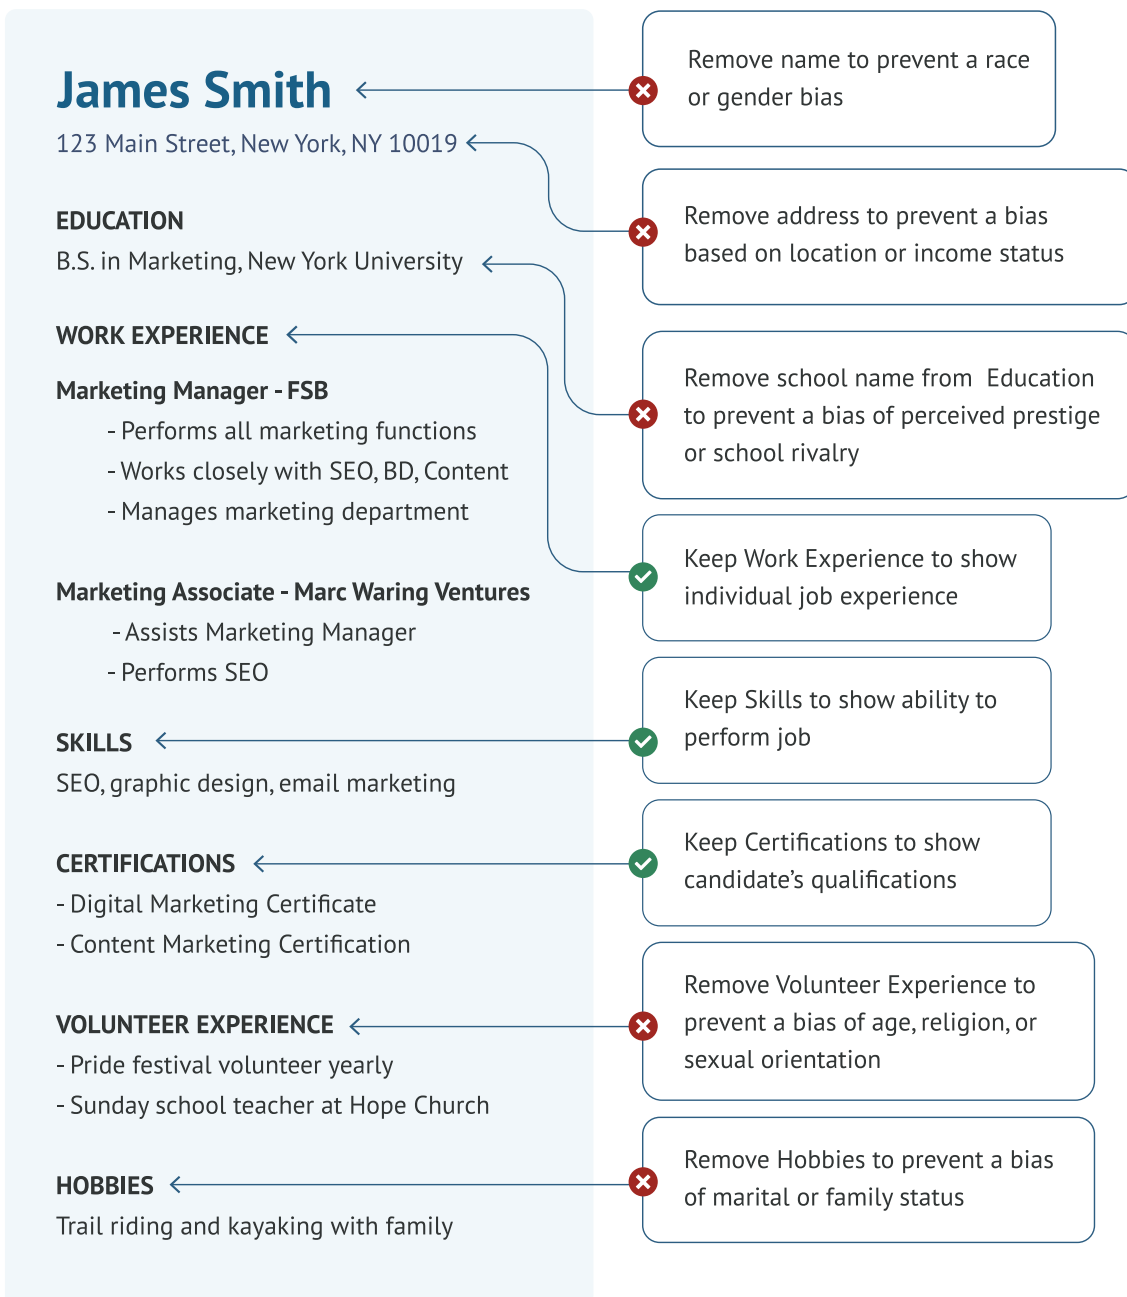 James Smith
123 Main Street, New York, NY 10019
EDUCATION
B.S. in Marketing, New York University
WORK EXPERIENCE
Marketing Manager - FSB
- Performs all marketing functions
- Works closely with SEO, BD, Content
- Manages marketing department
Marketing Associate - Marc Waring Ventures
- Assists Marketing Manager
- Performs SEO
SKILLS
SEO, graphic design, email marketing
CERTIFICATIONS
- Digital Marketing Certificate
- Content Marketing Certification
VOLUNTEER EXPERIENCE
- Pride festival volunteer yearly
- Sunday school teacher at Hope Church
HOBBIES
Trail riding and kayaking with family
Remove name to prevent a race
or gender bias
Remove address to prevent a bias
based on location or income status
Remove school name from Education
to prevent a bias of perceived prestige
or school rivalry
Keep Work Experience to show
individual job experience
Keep Skills to show ability to
perform job
Keep Certifications to show
candidate’s qualifications
Remove Volunteer Experience to
prevent a bias of age, religion, or
sexual orientation
Remove Hobbies to prevent a bias
of marital or family status